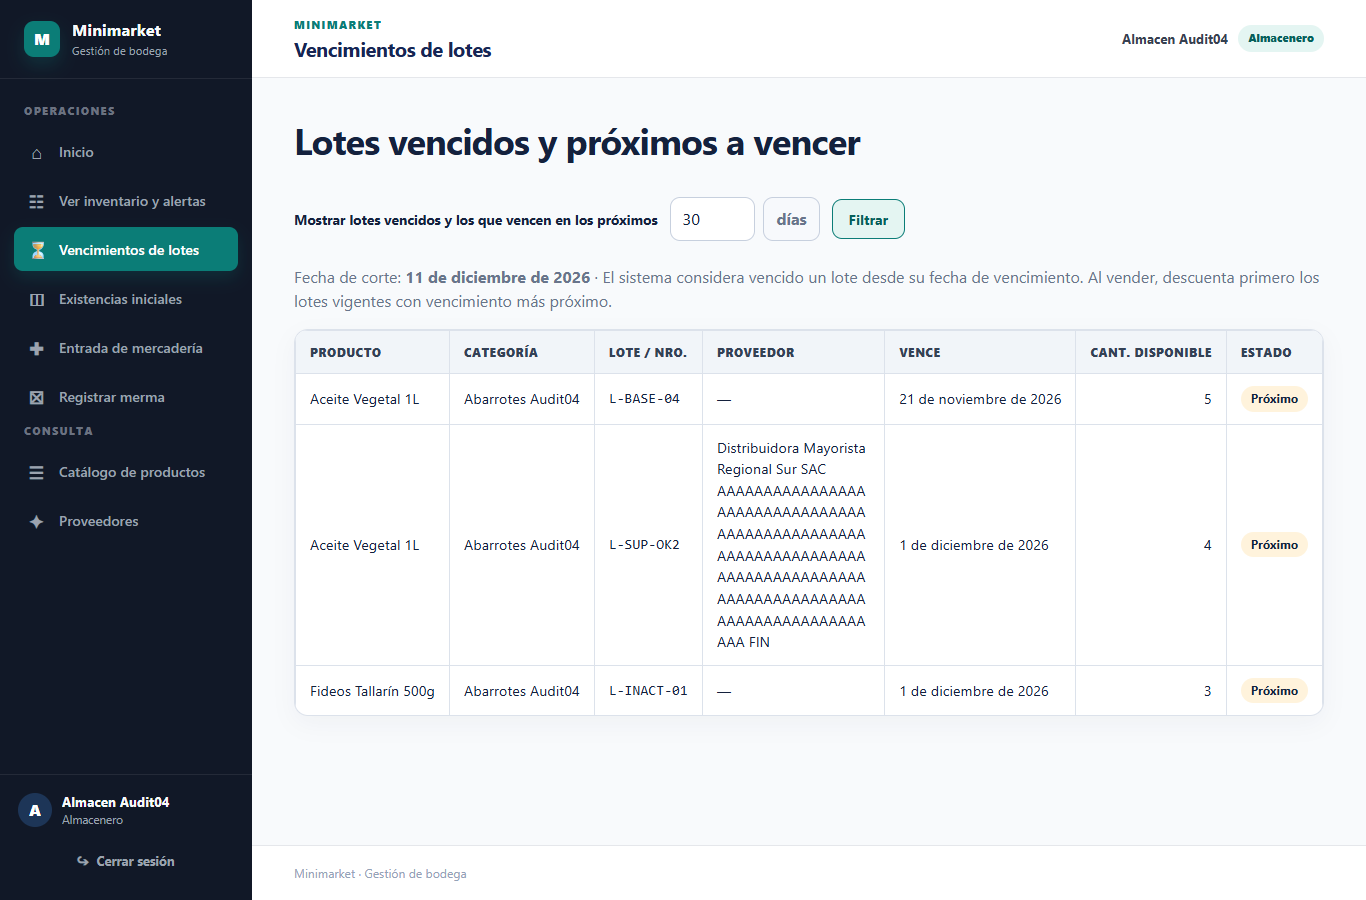 M
Minimarket
Gestión de bodega
OPERACIONES
Inicio
Ver inventario y alertas
Vencimientos de lotes
Existencias iniciales
Entrada de mercadería
Registrar merma
CONSULTA
Catálogo de productos
Proveedores
A
Almacen Audit04
Almacenero
Cerrar sesión
MINIMARKET
Vencimientos de lotes
Almacen Audit04 Almacenero
Lotes vencidos y próximos a vencer
Mostrar lotes vencidos y los que vencen en los próximos 30 días Filtrar
Fecha de corte: 11 de diciembre de 2026 · El sistema considera vencido un lote desde su fecha de vencimiento. Al vender, descuenta primero los
lotes vigentes con vencimiento más próximo.
PRODUCTO CATEGORÍA LOTE / NRO. PROVEEDOR VENCE CANT. DISPONIBLE ESTADO
Aceite Vegetal 1L Abarrotes Audit04 L-BASE-04 — 21 de noviembre de 2026 5 Próximo
Distribuidora Mayorista
Regional Sur SAC
AAAAAAAAAAAAAAAA
AAAAAAAAAAAAAAAA
AAAAAAAAAAAAAAAA
AAAAAAAAAAAAAAAA
AAAAAAAAAAAAAAAA
AAAAAAAAAAAAAAAA
AAAAAAAAAAAAAAAA
AAA FIN
Aceite Vegetal 1L Abarrotes Audit04 L-SUP-OK2 1 de diciembre de 2026 4 Próximo
Fideos Tallarín 500g Abarrotes Audit04 L-INACT-01 — 1 de diciembre de 2026 3 Próximo
Minimarket · Gestión de bodega